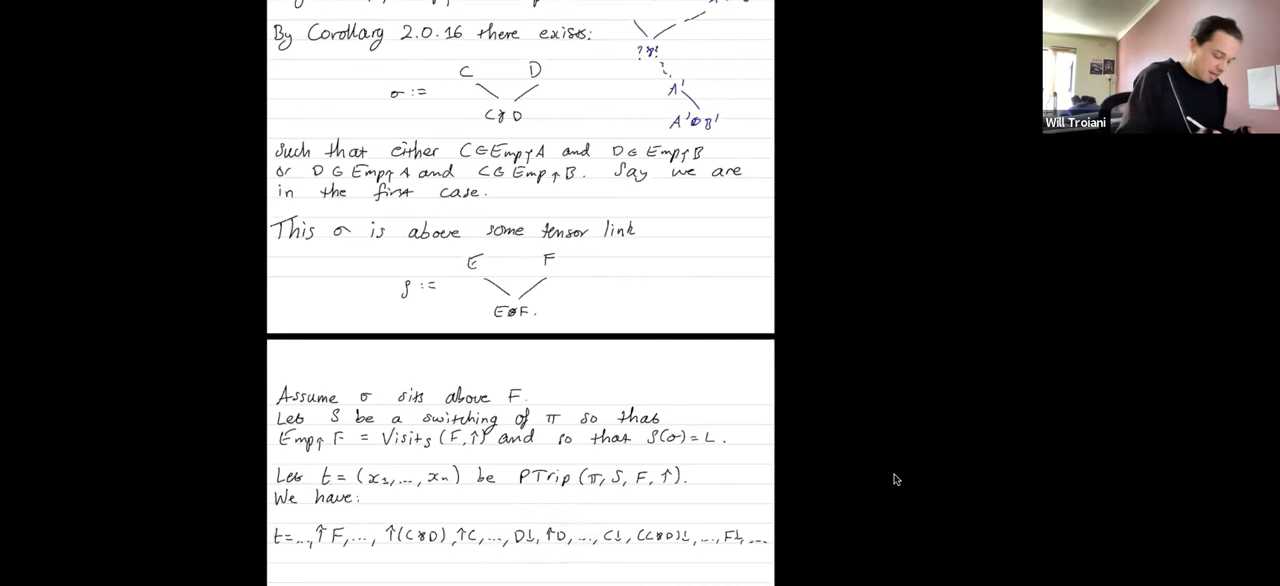 By Corollary 2.0.16 there exists:
?⅋!
C D
σ :=
C⅋D
A'
A'⊗B'
such that either C∈Emp↑A and D∈Emp↑B
or D∈Emp↑A and C∈Emp↑B. Say we are
in the first case.
This σ is above some tensor link
E F
ρ :=
E⊗F.
Assume σ sits above F.
Let S be a switching of π so that
Emp↑ F = Visits (F,↑) and so that S(σ) = L.
Let t = (x1,..., xn) be PTrip (π, S, F, ↑).
We have:
t=..., ↑F,..., ↑(C⅋D), ↑C,..., D↓, ↑D, ..., C↓, (C⅋D)↓, ..., F↓, ...
Will Troiani